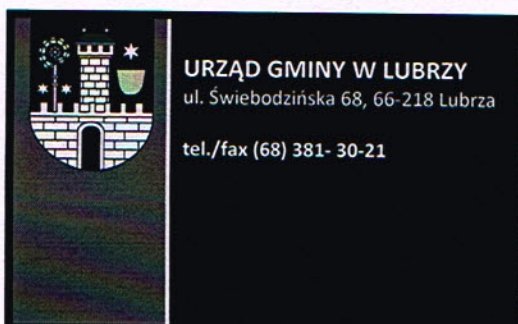 URZĄD GMINY W LUBRZY
ul. Świebodzińska 68, 66-218 Lubrza
tel./fax (68) 381- 30-21